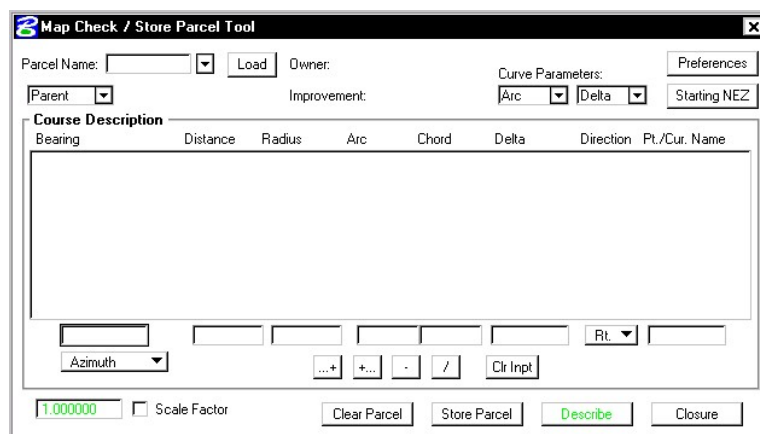 Map Check / Store Parcel Tool
Parcel Name: Load Owner: Curve Parameters: Preferences
Parent Improvement: Arc Delta Starting NEZ
Course Description
Bearing Distance Radius Arc Chord Delta Direction Pt./Cur. Name
Rt.
Azimuth ...+ +... - / Clr Inpt
1.000000 Scale Factor Clear Parcel Store Parcel Describe Closure